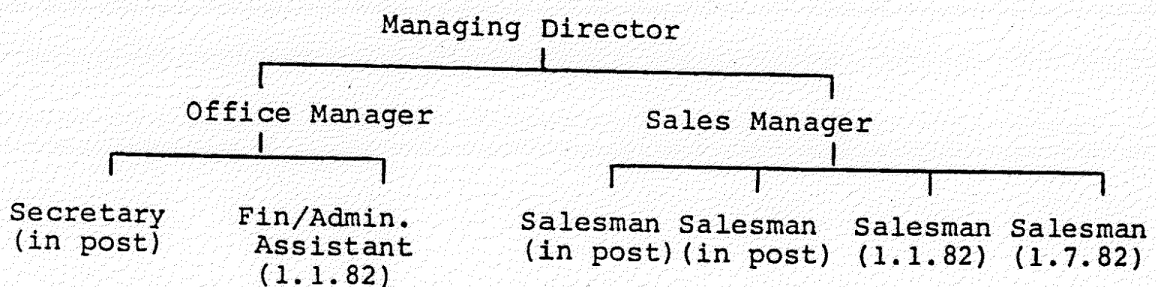 Managing Director
Office Manager
Sales Manager
Secretary
(in post)
Fin/Admin.
Assistant
(1.1.82)
Salesman
(in post)
Salesman
(in post)
Salesman
(1.1.82)
Salesman
(1.7.82)